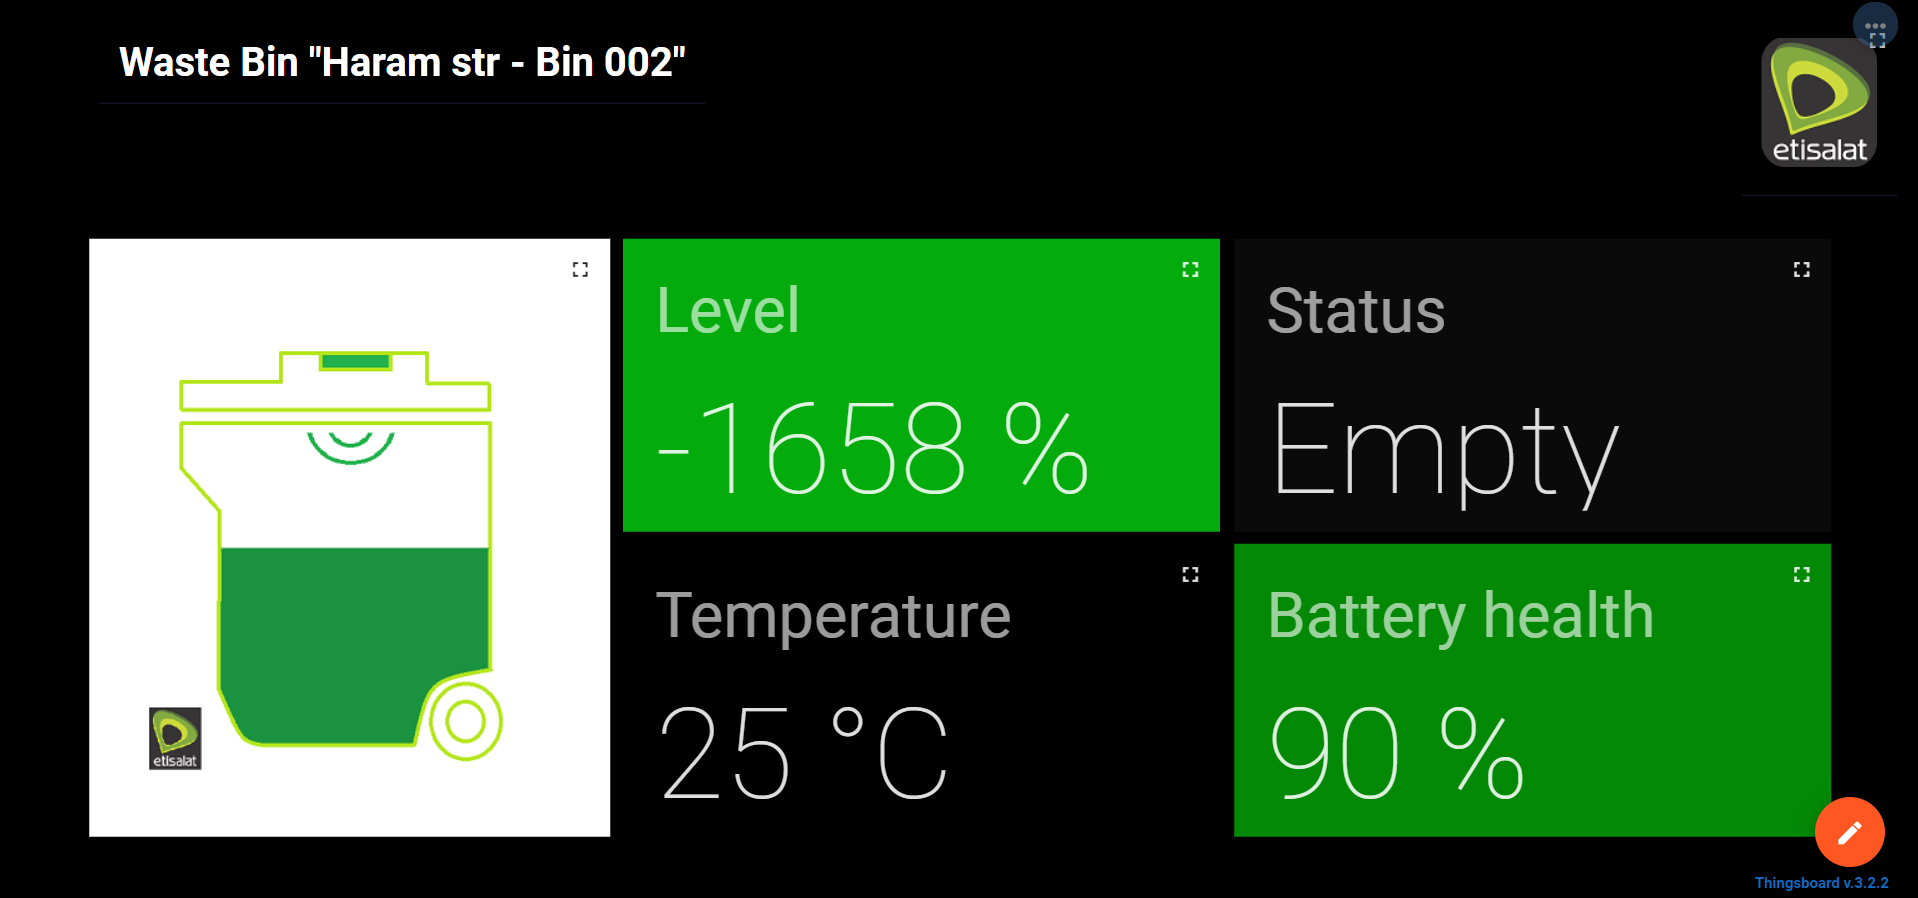 Waste Bin "Haram str - Bin 002"
etisalat
Level
-1658 %
Status
Empty
Temperature
25 °C
Battery health
90 %
etisalat
Thingsboard v.3.2.2